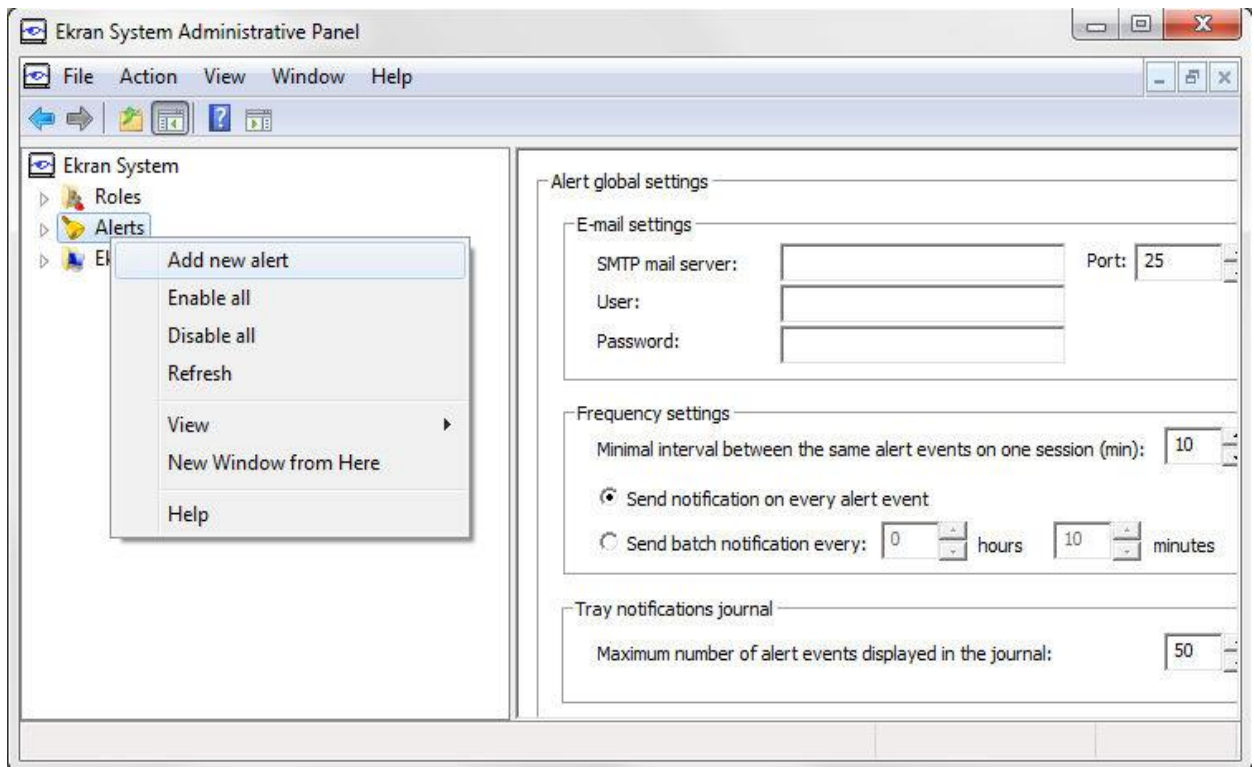 Ekran System Administrative Panel
File Action View Window Help
Ekran System
Roles
Alerts
Add new alert
Enable all
Disable all
Refresh
View
New Window from Here
Help
Alert global settings
E-mail settings
SMTP mail server:
Port: 25
User:
Password:
Frequency settings
Minimal interval between the same alert events on one session (min): 10
Send notification on every alert event
Send batch notification every: 0 hours 10 minutes
Tray notifications journal
Maximum number of alert events displayed in the journal: 50